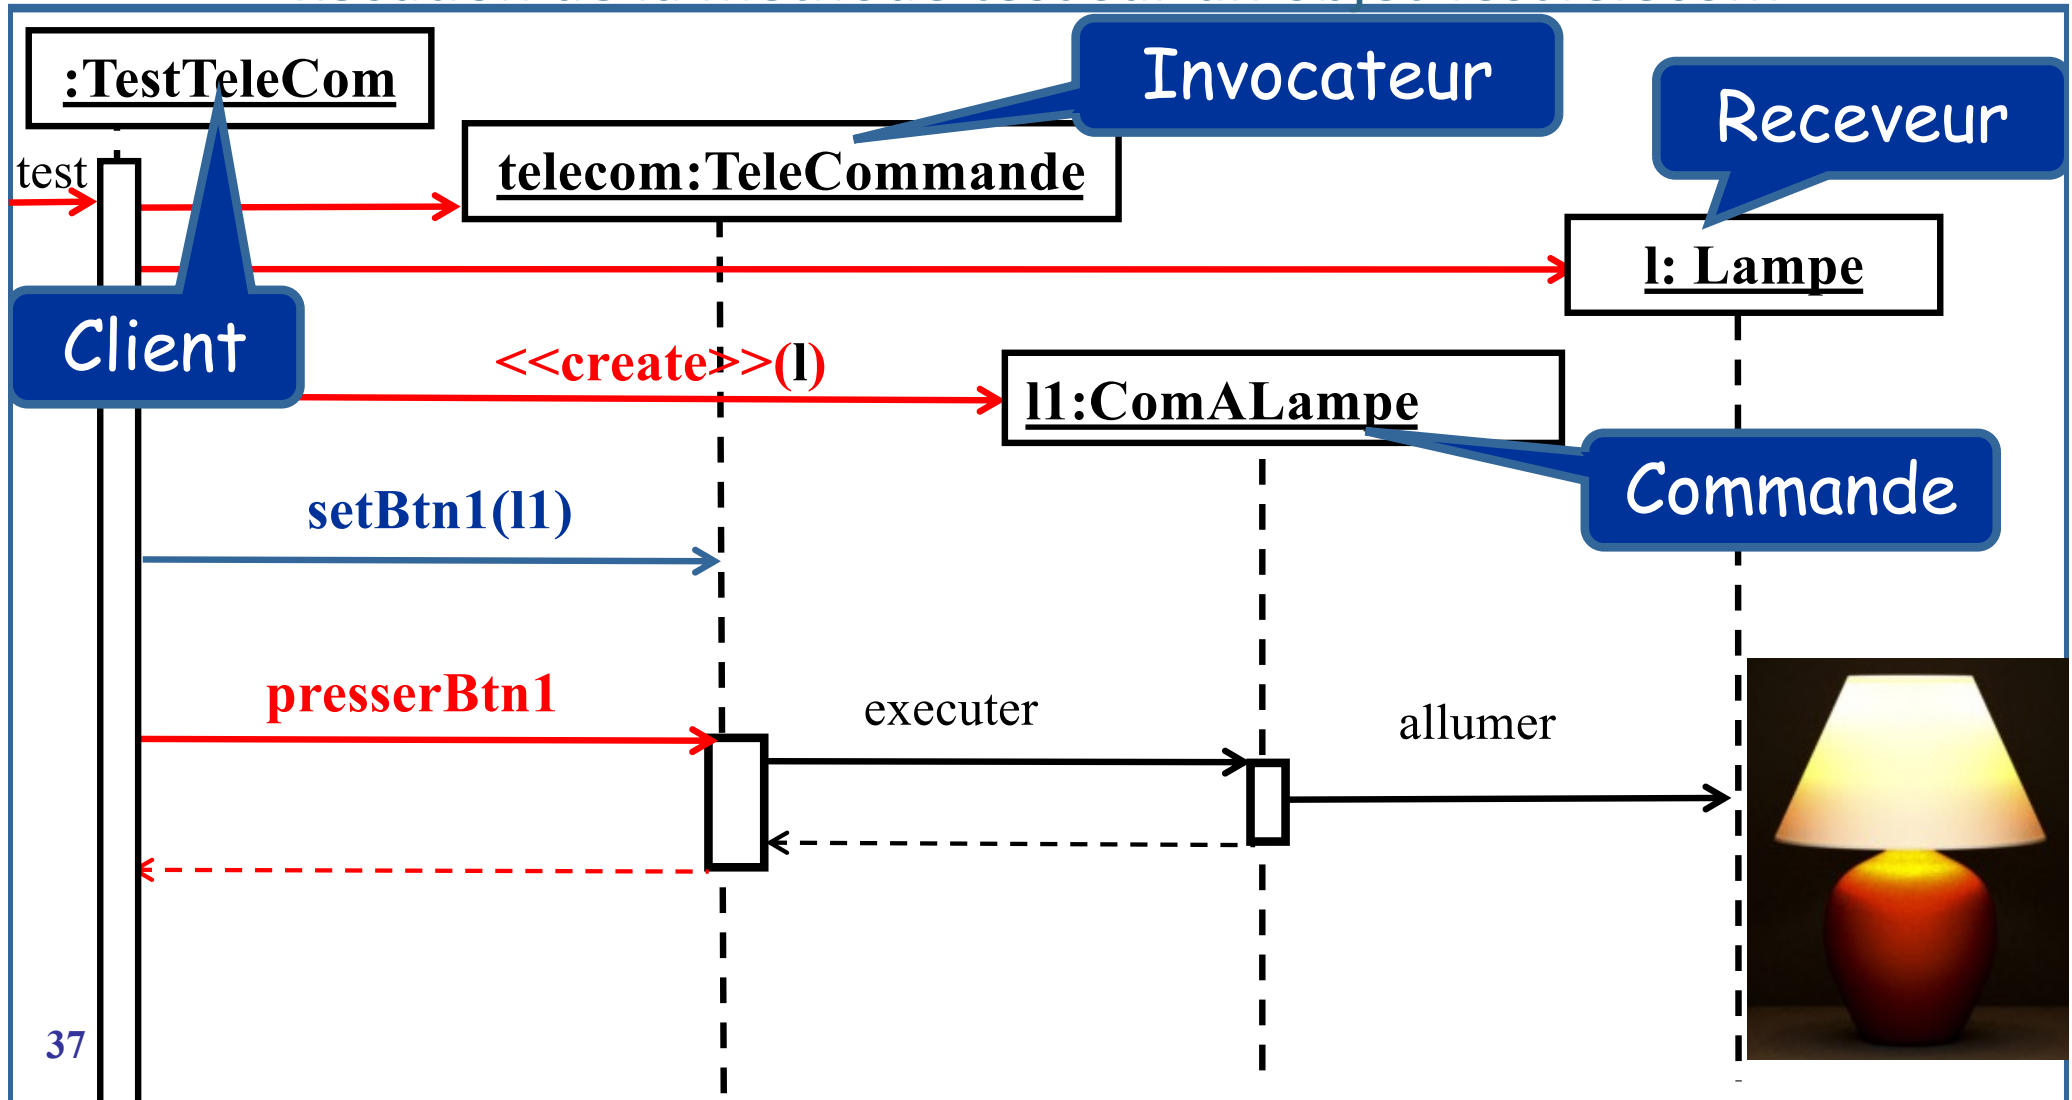 :TestTeleCom
Invocateur
Receveur
test
telecom:TeleCommande
l: Lampe
Client
<<create>>(l)
l1:ComALampe
Commande
setBtn1(l1)
presserBtn1
executer
allumer
37